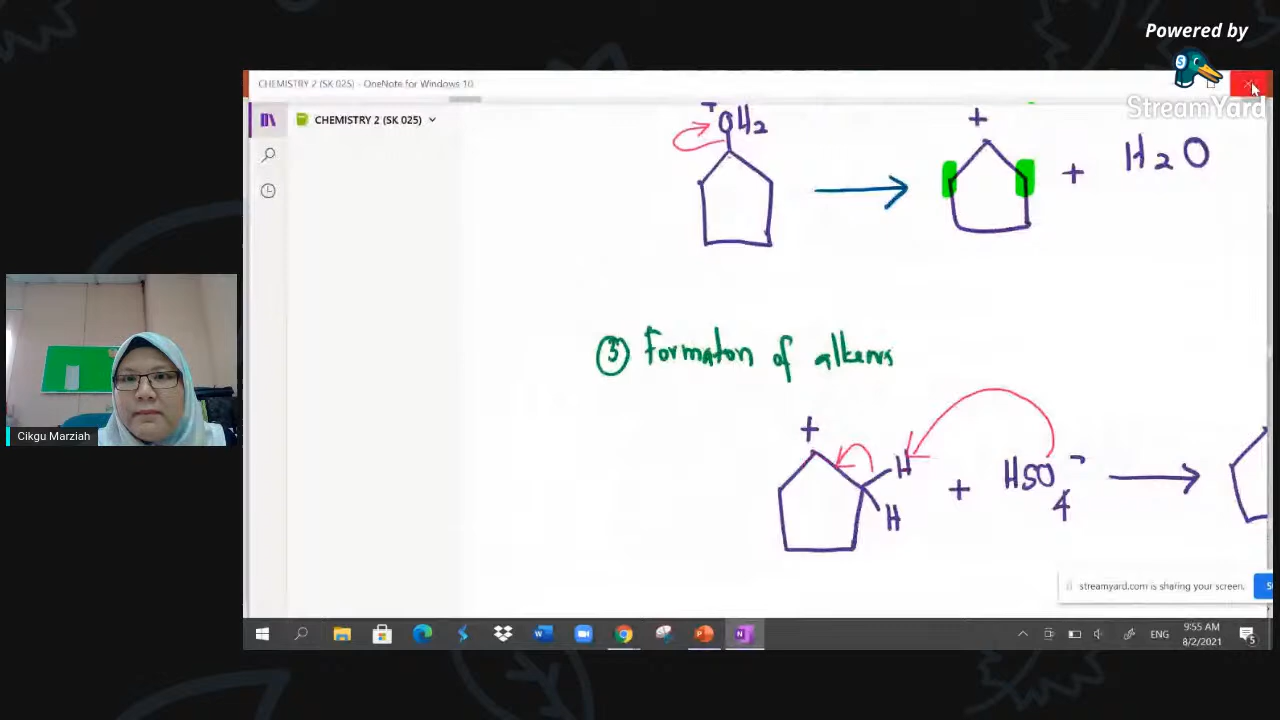 Powered by
StreamYard
CHEMISTRY 2 (SK 025) - OneNote for Windows 10
CHEMISTRY 2 (SK 025)
+OH2
+
+ H2O
③ Formaton of alkens
+
H
H
+ HSO4-
streamyard.com is sharing your screen.
Cikgu Marziah
ENG
9:55 AM
8/2/2021
5